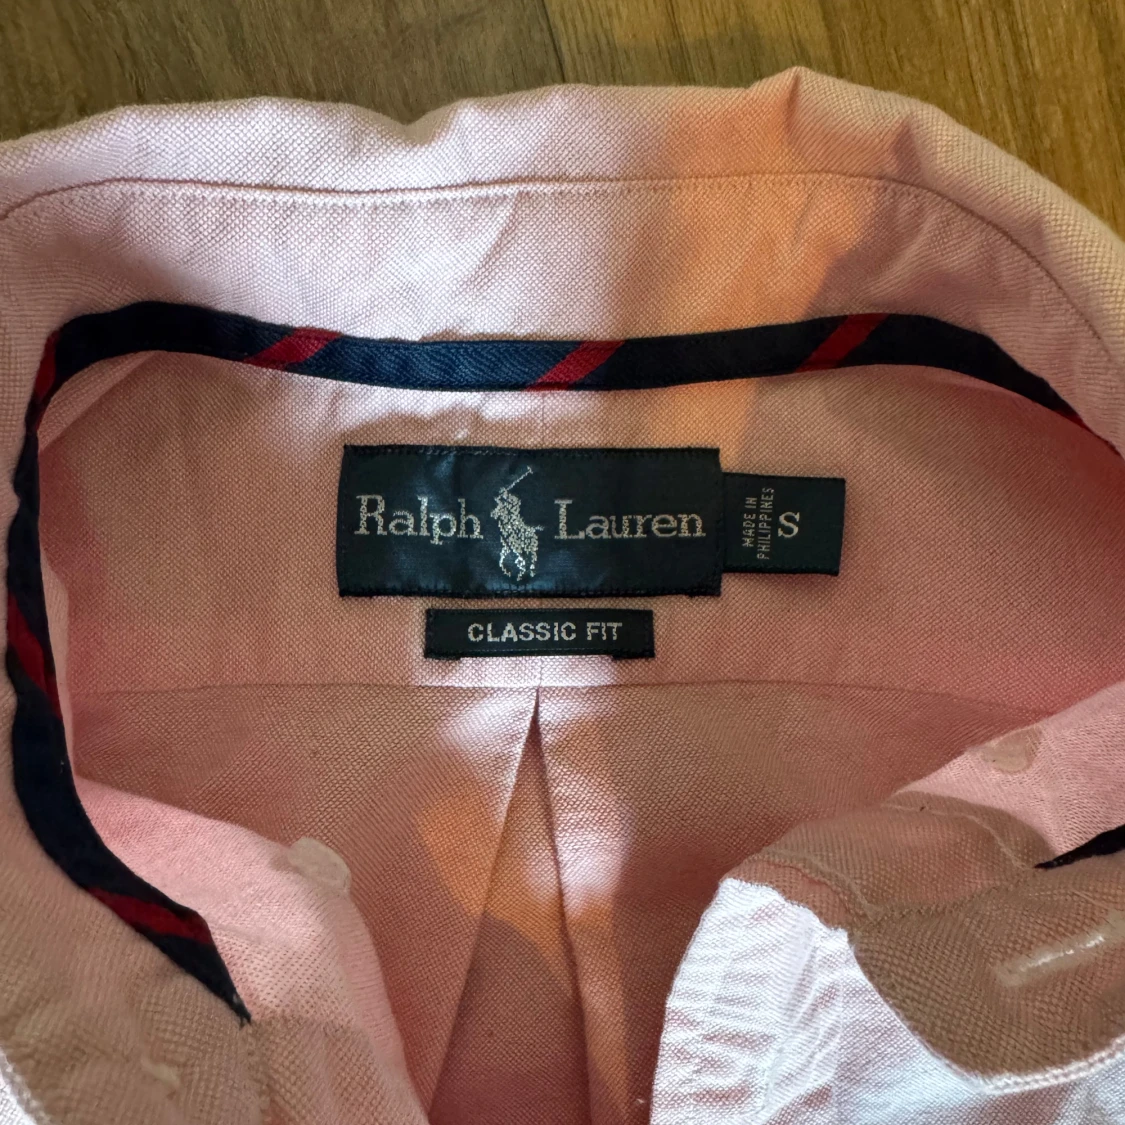 Ralph Lauren
MADE IN
PHILIPPINES
S
CLASSIC FIT